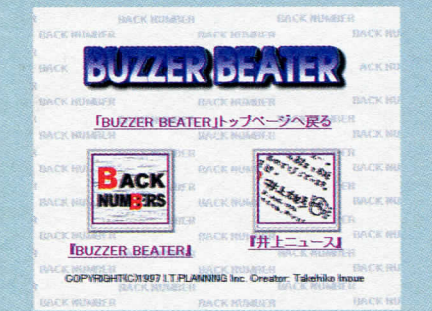 BUZZER BEATER
「BUZZER BEATER」トップページへ戻る
BACK
NUMBERS
『BUZZER BEATER』
『井上ニュース』
COPYRIGHT(C)1997 I.T.PLANNING Inc. Creator: Takehiko Inoue